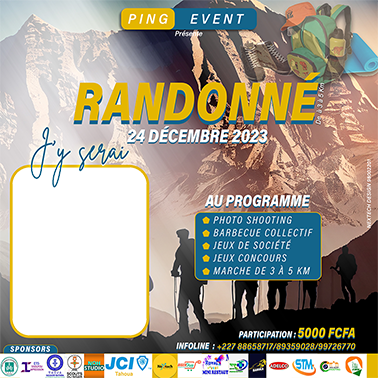 PING EVENT
Présente
RANDONNÉ
24 DÉCEMBRE 2023
J'y serai
AU PROGRAMME
PHOTO SHOOTING
BARBECUE COLLECTIF
JEUX DE SOCIÉTÉ
JEUX CONCOURS
MARCHE DE 3 À 5 KM
PARTICIPATION : 5000 FCFA
INFOLINE : +227 88658717/89359028/99726770
SPONSORS
JCI
Tahoua
STM